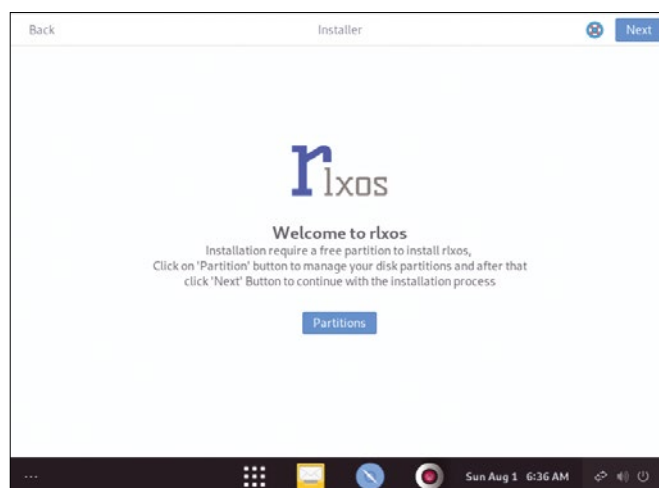 Back
Installer
Next
rlxos
Welcome to rlxos
Installation require a free partition to install rlxos,
Click on 'Partition' button to manage your disk partitions and after that
click 'Next' Button to continue with the installation process
Partitions
... Sun Aug 1 6:36 AM